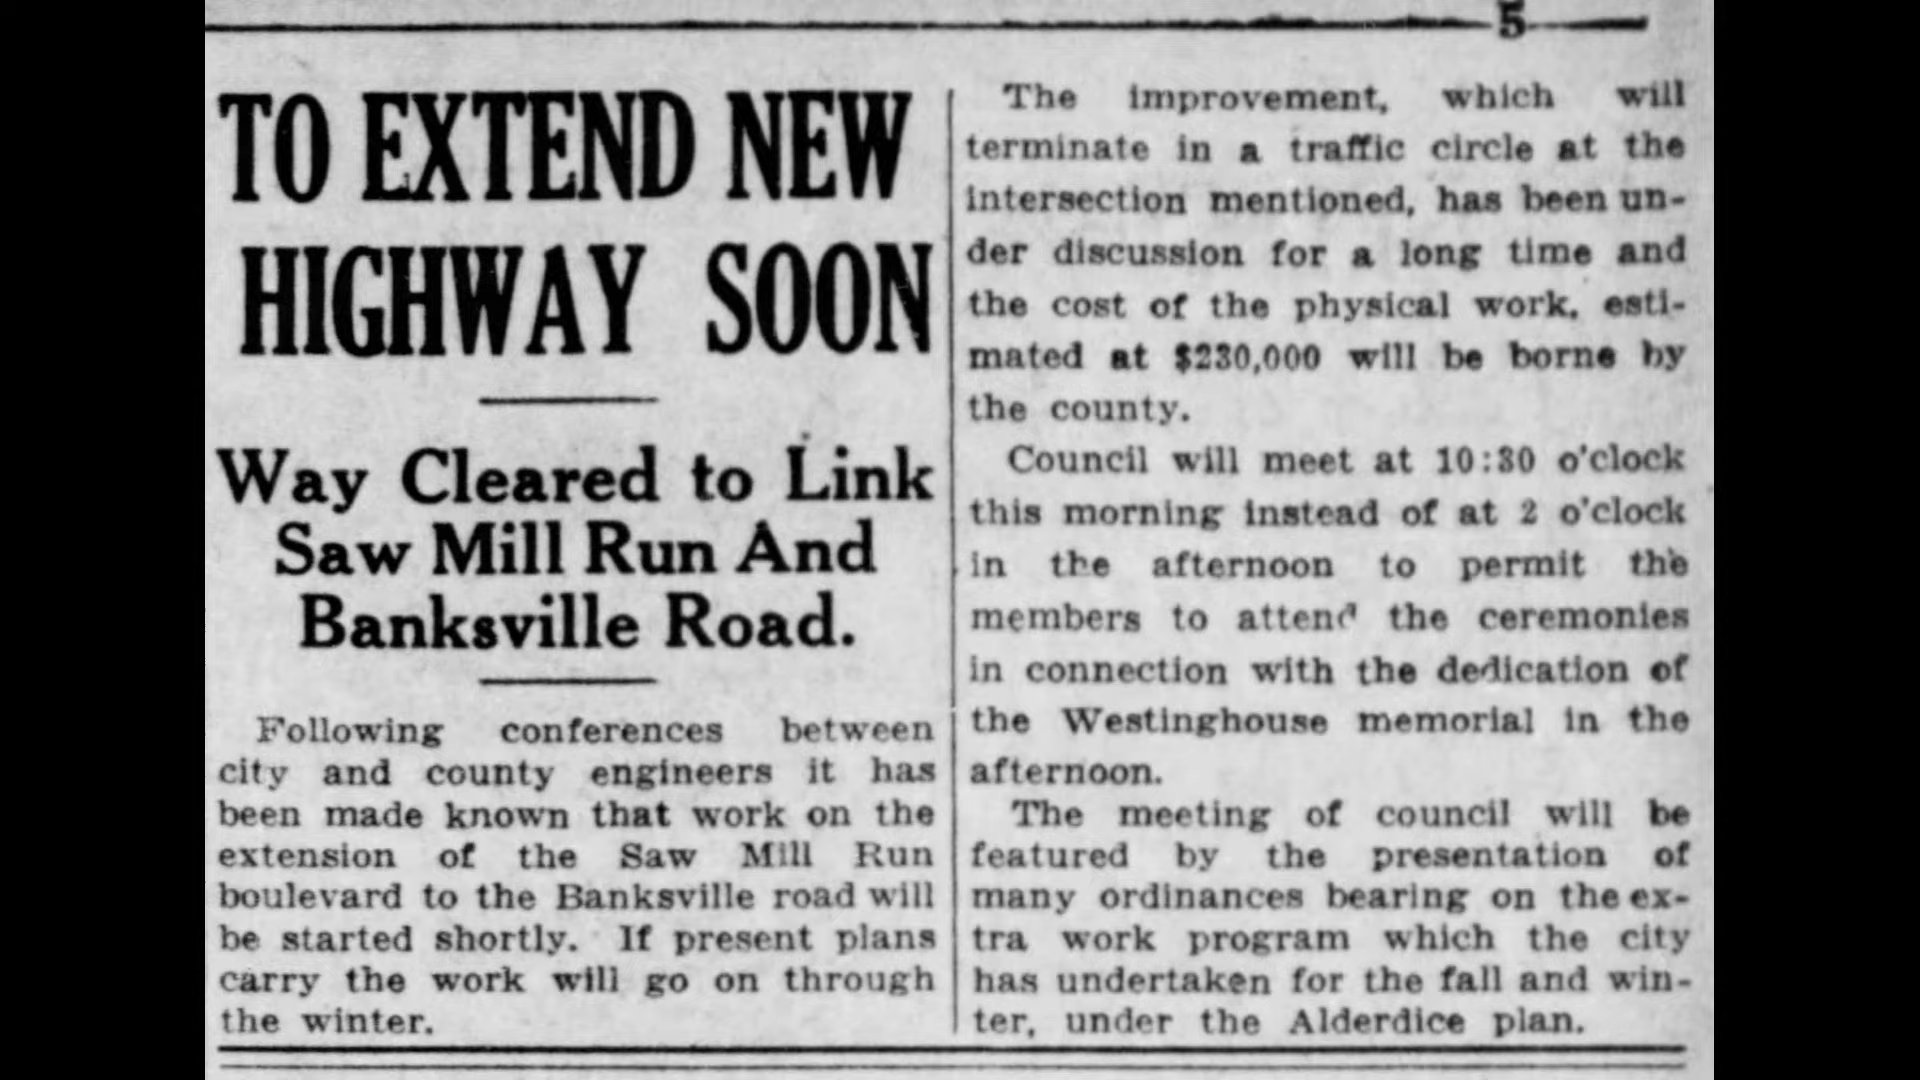 5
TO EXTEND NEW
HIGHWAY SOON
Way Cleared to Link
Saw Mill Run And
Banksville Road.
Following conferences between
city and county engineers it has
been made known that work on the
extension of the Saw Mill Run
boulevard to the Banksville road will
be started shortly. If present plans
carry the work will go on through
the winter.
The improvement, which will
terminate in a traffic circle at the
intersection mentioned, has been un-
der discussion for a long time and
the cost of the physical work, esti-
mated at $230,000 will be borne by
the county.
Council will meet at 10:30 o'clock
this morning instead of at 2 o'clock
in the afternoon to permit the
members to attend the ceremonies
in connection with the dedication of
the Westinghouse memorial in the
afternoon.
The meeting of council will be
featured by the presentation of
many ordinances bearing on the ex-
tra work program which the city
has undertaken for the fall and win-
ter, under the Alderdice plan.